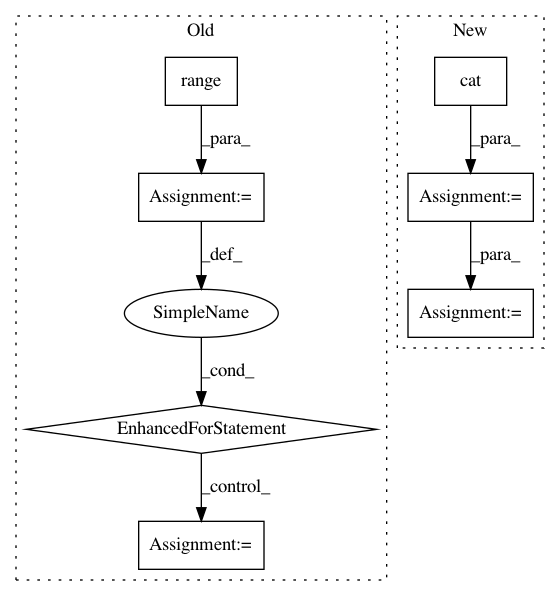 Old
New
range
cat
_para_
_para_
Assignment:=
Assignment:=
_def_
_para_
SimpleName
Assignment:=
_cond_
EnhancedForStatement
_control_
Assignment:=